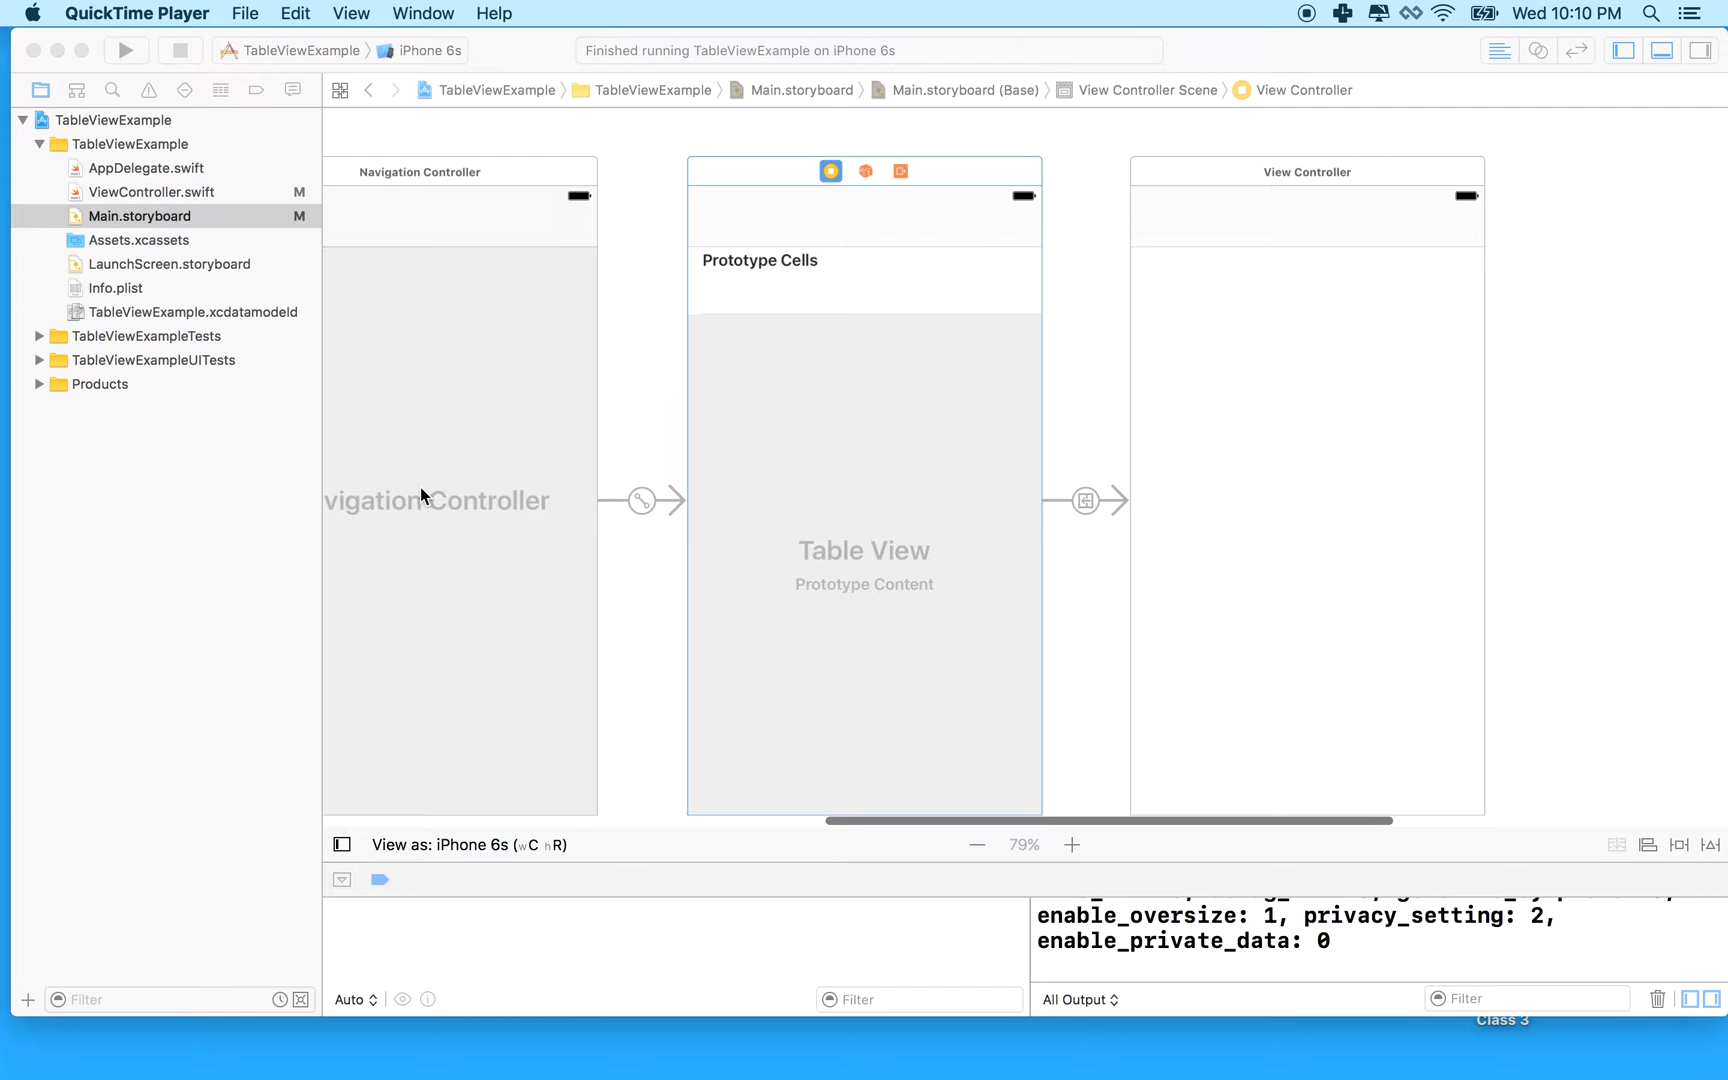 QuickTime Player File Edit View Window Help Wed 10:10 PM
TableViewExample iPhone 6s Finished running TableViewExample on iPhone 6s
TableViewExample TableViewExample Main.storyboard Main.storyboard (Base) View Controller Scene View Controller
TableViewExample
TableViewExample
AppDelegate.swift
ViewController.swift M
Main.storyboard M
Assets.xcassets
LaunchScreen.storyboard
Info.plist
TableViewExample.xcdatamodeld
TableViewExampleTests
TableViewExampleUITests
Products
Navigation Controller
View Controller
Prototype Cells
vigation Controller
Table View
Prototype Content
View as: iPhone 6s (wC hR) 79%
enable_oversize: 1, privacy_setting: 2,
enable_private_data: 0
Filter
Auto
Filter
All Output
Filter
Class 3